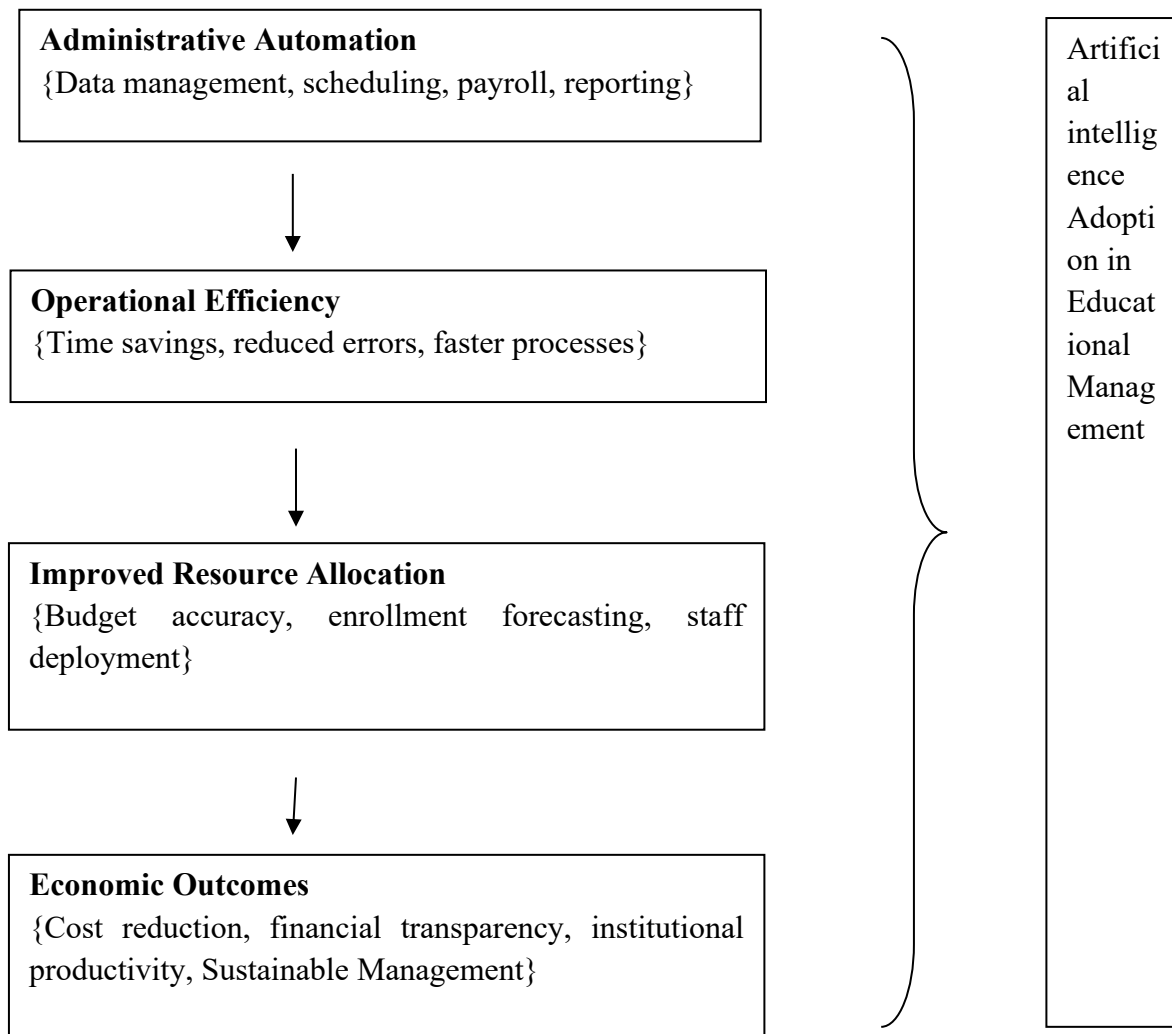 Administrative Automation
{Data management, scheduling, payroll, reporting}
Operational Efficiency
{Time savings, reduced errors, faster processes}
Improved Resource Allocation
{Budget accuracy, enrollment forecasting, staff
deployment}
Economic Outcomes
{Cost reduction, financial transparency, institutional
productivity, Sustainable Management}
Artifici
al
intellig
ence
Adopti
on in
Educat
ional
Manag
ement